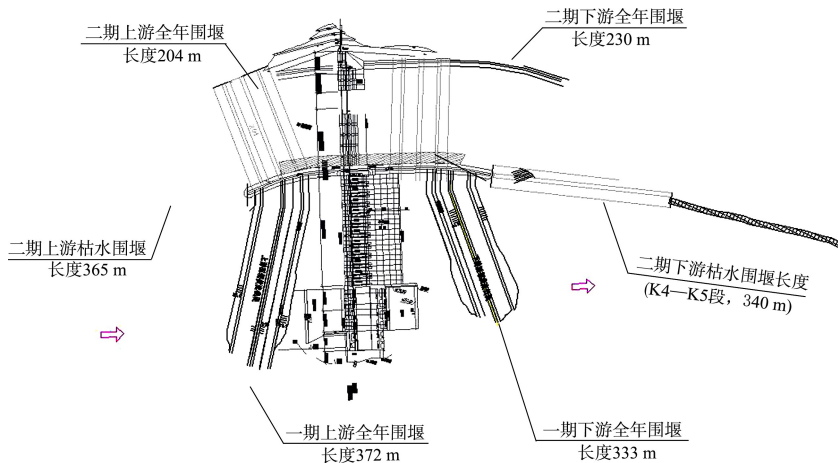 二期上游全年围堰
长度204 m
二期下游全年围堰
长度230 m
二期上游枯水围堰
长度365 m
二期下游枯水围堰长度
(K4—K5段，340 m)
一期上游全年围堰
长度372 m
一期下游全年围堰
长度333 m